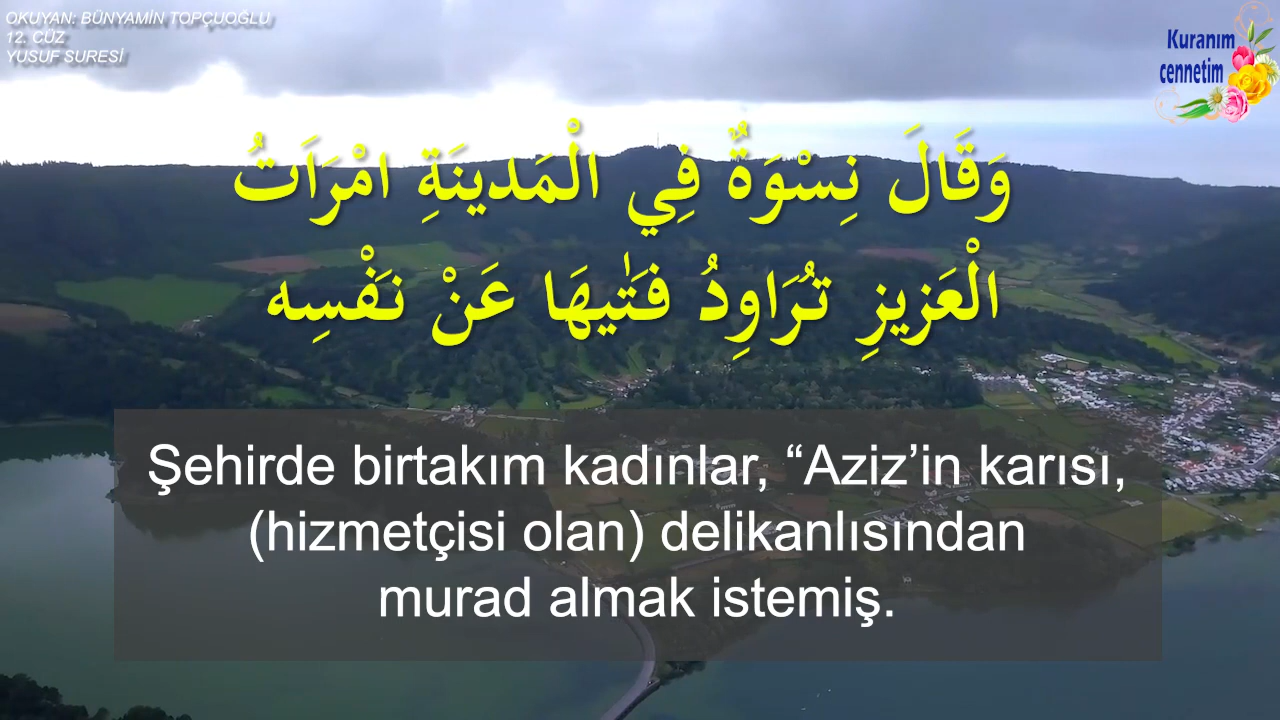 OKUYAN: BÜNYAMİN TOPÇUOĞLU
12. CÜZ
YUSUF SURESİ
Kuranım
cennetim
وَقَالَ نِسْوَةٌ فِي الْمَدينَةِ امْرَاَتُ
الْعَزيزِ تُرَاوِدُ فَتٰيهَا عَنْ نَفْسِه
Şehirde birtakım kadınlar, “Aziz’in karısı,
(hizmetçisi olan) delikanlısından
murad almak istemiş.